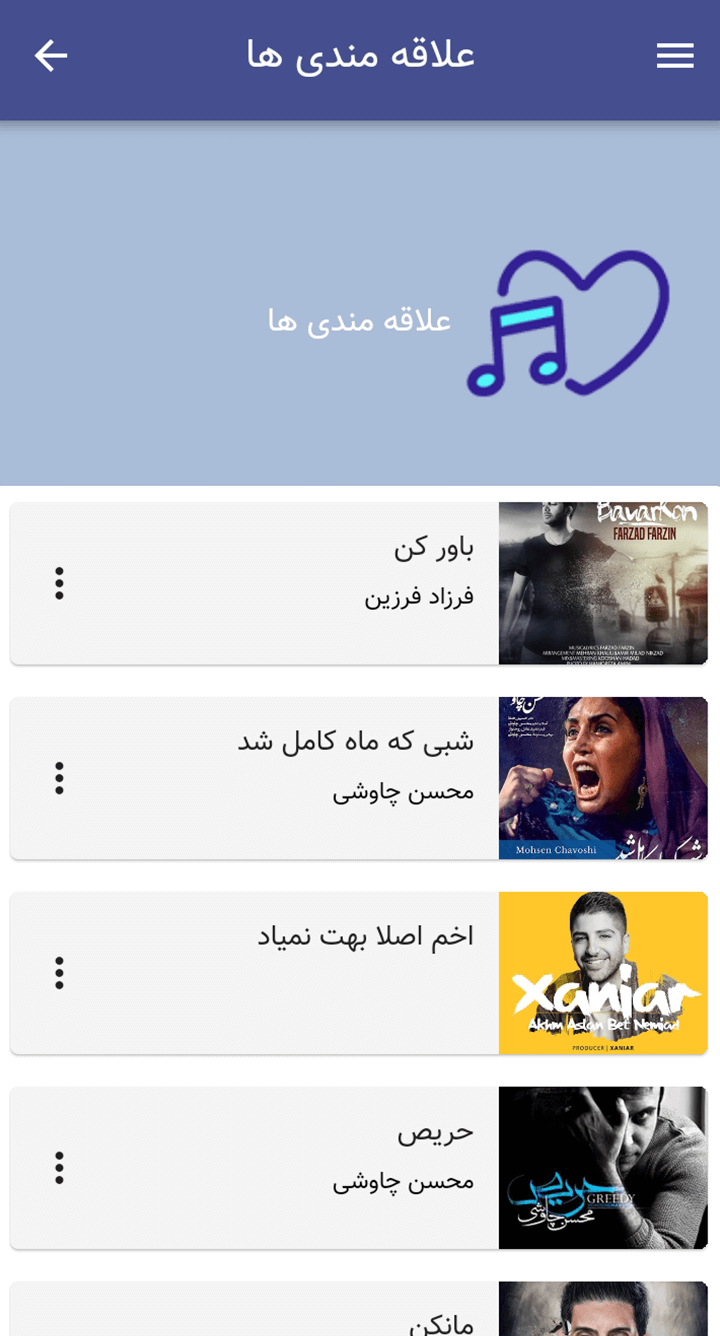 علاقه مندی ها
علاقه مندی ها
باور کن
فرزاد فرزین
BavarKon
FARZAD FARZIN
شبی که ماه کامل شد
محسن چاوشی
Mohsen Chavoshi
اخم اصلا بهت نمیاد
Xaniar
Akhm Aslan Bet Nemiad
PRODUCER | XANIAR
حریص
محسن چاوشی
حریص
GREEDY
محسن چاوشی
مانکن